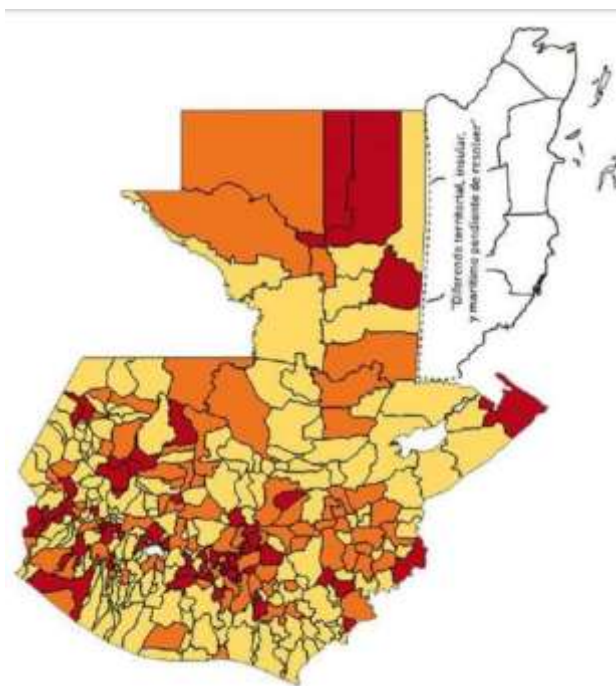 "Diferendo territorial, insular,
y marítimo pendiente de resolver"